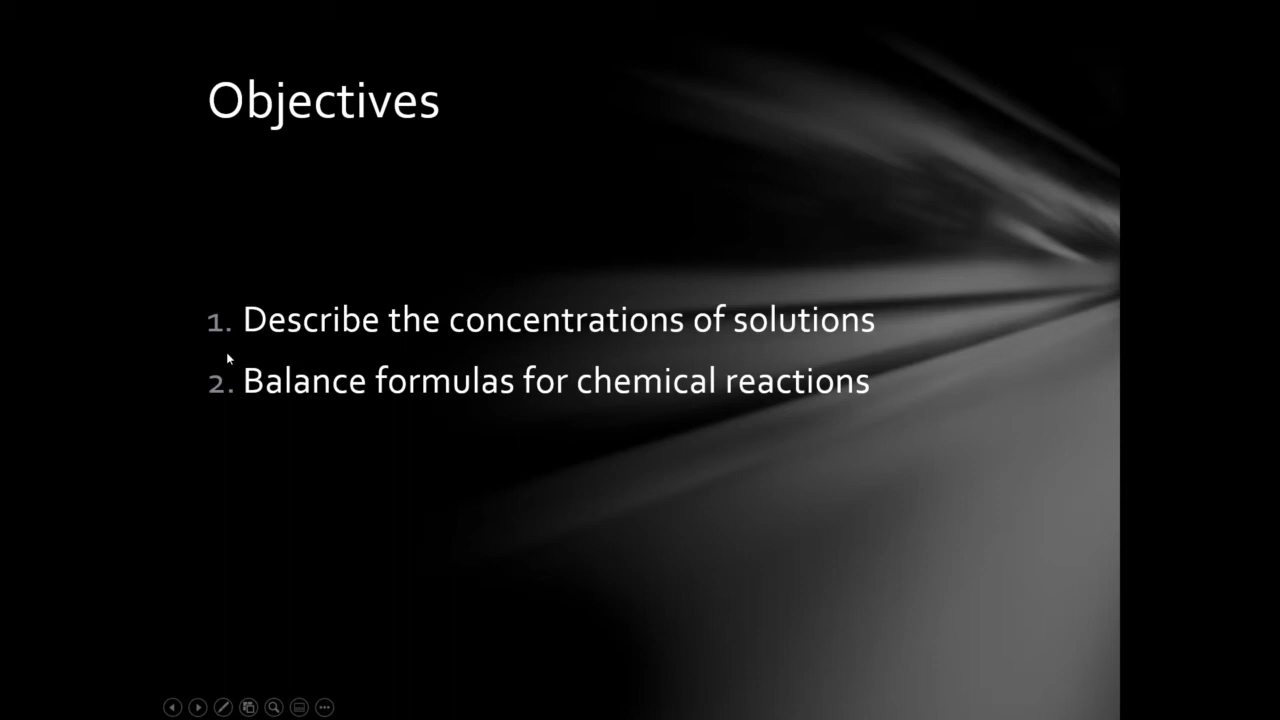 Objectives
1. Describe the concentrations of solutions
2. Balance formulas for chemical reactions